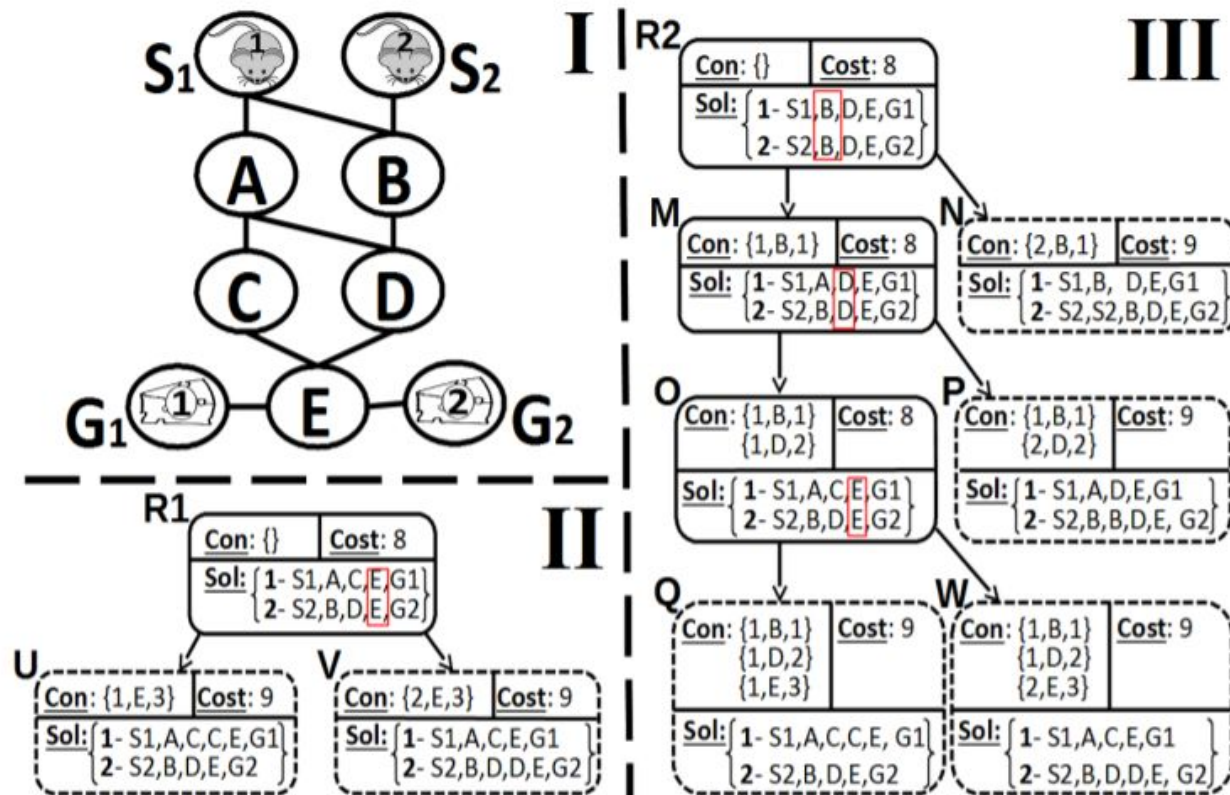 I
1
2
S1
S2
A
B
C
D
G1
1
E
2
G2
II
R1
Con: {}
Cost: 8
Sol:
1- S1,A,C,E,G1
2- S2,B,D,E,G2
U
Con: {1,E,3}
Cost: 9
Sol:
1- S1,A,C,C,E,G1
2- S2,B,D,E,G2
V
Con: {2,E,3}
Cost: 9
Sol:
1- S1,A,C,E,G1
2- S2,B,D,D,E,G2
III
R2
Con: {}
Cost: 8
Sol:
1- S1,B,D,E,G1
2- S2,B,D,E,G2
M
Con: {1,B,1}
Cost: 8
Sol:
1- S1,A,D,E,G1
2- S2,B,D,E,G2
N
Con: {2,B,1}
Cost: 9
Sol:
1- S1,B, D,E,G1
2- S2,S2,B,D,E,G2
O
Con: {1,B,1}
{1,D,2}
Cost: 8
Sol:
1- S1,A,C,E,G1
2- S2,B,D,E,G2
P
Con: {1,B,1}
{2,D,2}
Cost: 9
Sol:
1- S1,A,D,E,G1
2- S2,B,B,D,E, G2
Q
Con: {1,B,1}
{1,D,2}
{1,E,3}
Cost: 9
Sol:
1- S1,A,C,C,E, G1
2- S2,B,D,E,G2
W
Con: {1,B,1}
{1,D,2}
{2,E,3}
Cost: 9
Sol:
1- S1,A,C,E,G1
2- S2,B,D,D,E, G2